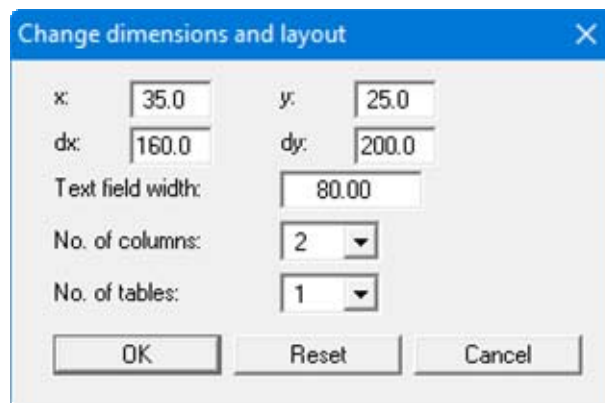 Change dimensions and layout
x: 35.0 y: 25.0
dx: 160.0 dy: 200.0
Text field width: 80.00
No. of columns: 2
No. of tables: 1
OK Reset Cancel